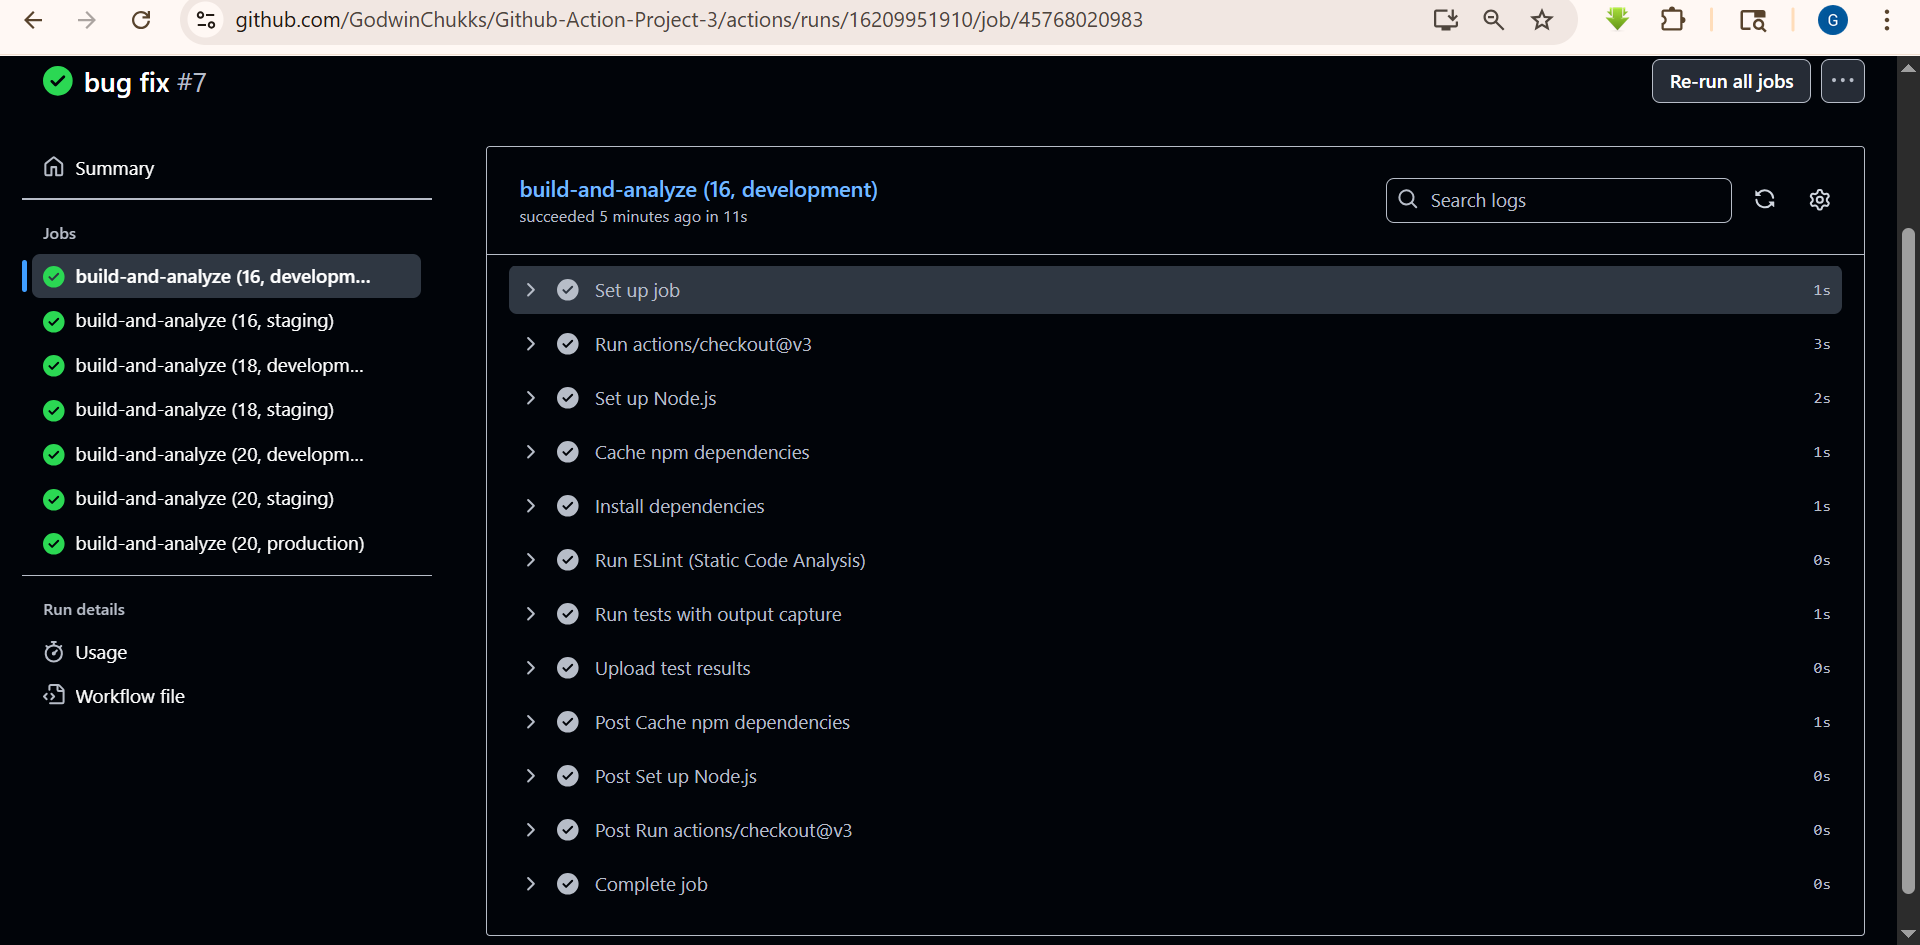 github.com/GodwinChukks/Github-Action-Project-3/actions/runs/16209951910/job/45768020983
G
bug fix #7
Re-run all jobs
Summary
Jobs
build-and-analyze (16, developm...
build-and-analyze (16, staging)
build-and-analyze (18, developm...
build-and-analyze (18, staging)
build-and-analyze (20, developm...
build-and-analyze (20, staging)
build-and-analyze (20, production)
Run details
Usage
Workflow file
build-and-analyze (16, development)
succeeded 5 minutes ago in 11s
Search logs
Set up job 1s
Run actions/checkout@v3 3s
Set up Node.js 2s
Cache npm dependencies 1s
Install dependencies 1s
Run ESLint (Static Code Analysis) 0s
Run tests with output capture 1s
Upload test results 0s
Post Cache npm dependencies 1s
Post Set up Node.js 0s
Post Run actions/checkout@v3 0s
Complete job 0s